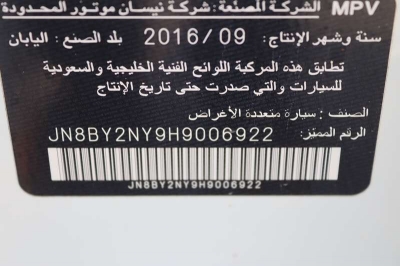 الشركة المصنعة: شركة نيسان موتورز المحدودة MPV
سنة وشهر الإنتاج: 2016/09 بلد الصنع: اليابان
تطابق هذه المركبة اللوائح الفنية الخليجية والسعودية
للسيارات والتي صدرت حتى تاريخ الإنتاج
الصنف: سيارة متعددة الأغراض
الرقم المميز: JN8BY2NY9H9006922
JN8BY2NY9H9006922